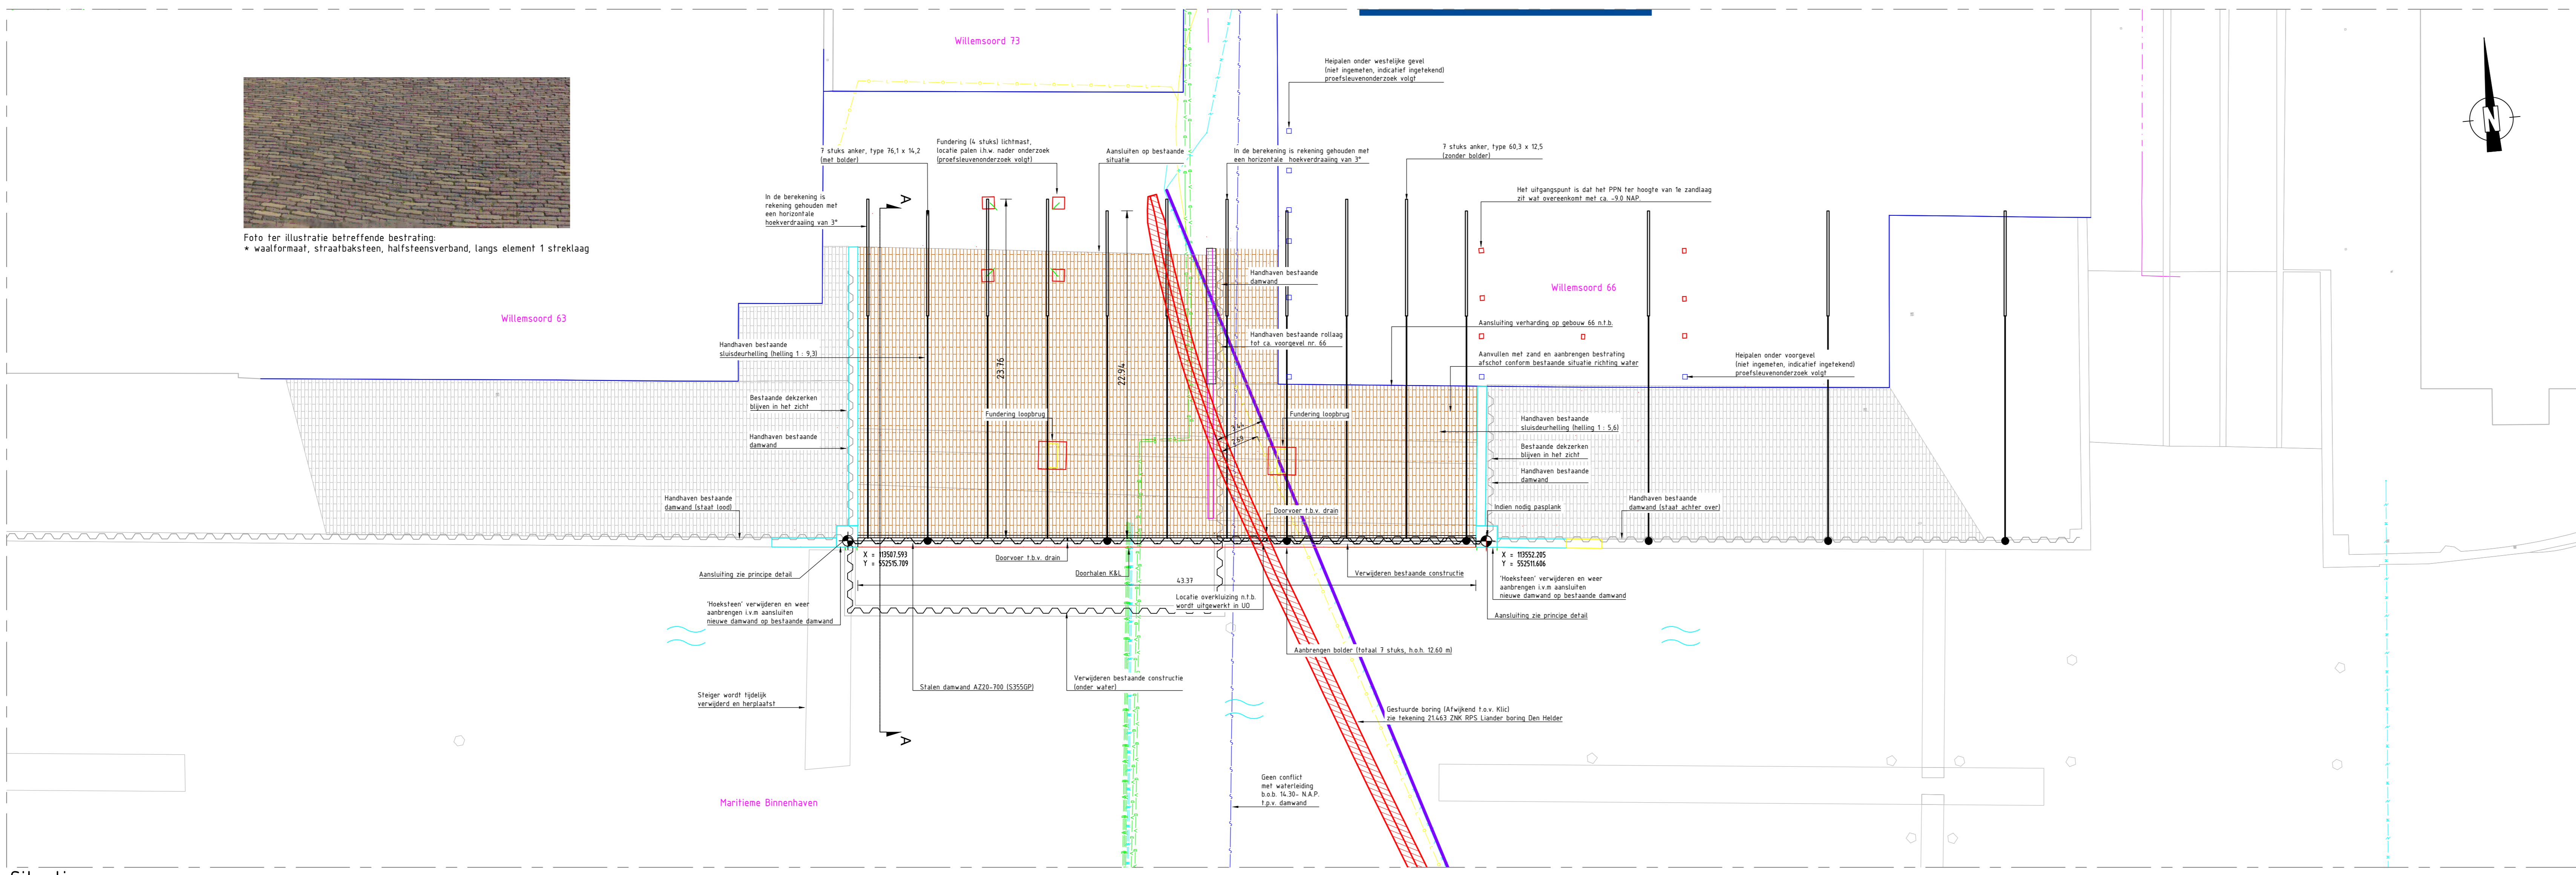 Willemsoord 73
Heipalen onder westelijke gevel
(niet ingemeten, indicatief ingetekend)
proefsleuvenonderzoek volgt
Fundering (4 stuks) lichtmast,
locatie palen i.h.w. nader onderzoek
(proefsleuvenonderzoek volgt)
7 stuks anker, type 76,1 x 14,2
(met bolder)
Aansluiten op bestaande
situatie
In de berekening is rekening gehouden met
een horizontale hoekverdraaiing van 3°
7 stuks anker, type 60,3 x 12,5
(zonder bolder)
In de berekening is
rekening gehouden met
een horizontale
hoekverdraaiing van 3°
A
Het uitgangspunt is dat het PPN ter hoogte van 1e zandlaag
zit wat overeenkomt met ca. -9.0 NAP.
N
Foto ter illustratie betreffende bestrating:
* waalformaat, straatbaksteen, halfsteensverband, langs element 1 streklaag
Handhaven bestaande
damwand
Willemsoord 66
Willemsoord 63
Aansluiting verharding op gebouw 66 n.t.b.
Handhaven bestaande rollaag
tot ca. voorgevel nr. 66
Handhaven bestaande
sluisdeurhelling (helling 1 : 9,3)
23.76
22.94
Aanvullen met zand en aanbrengen bestrating
afschot conform bestaande situatie richting water
Heipalen onder voorgevel
(niet ingemeten, indicatief ingetekend)
proefsleuvenonderzoek volgt
Bestaande dekzerken
blijven in het zicht
Fundering loopbrug
Fundering loopbrug
3.44
2.69
Handhaven bestaande
sluisdeurhelling (helling 1 : 5,6)
Handhaven bestaande
damwand
Bestaande dekzerken
blijven in het zicht
Handhaven bestaande
damwand
Handhaven bestaande
damwand (staat lood)
Handhaven bestaande
damwand (staat achter over)
Indien nodig pasplank
Doorvoer t.b.v. drain
X = 113507.593
Y = 552515.709
Doorvoer t.b.v. drain
X = 113552.205
Y = 552511.606
Aansluiting zie principe detail
Doorhalen K&L
Verwijderen bestaande constructie
43.37
'Hoeksteen' verwijderen en weer
aanbrengen i.v.m aansluiten
nieuwe damwand op bestaande damwand
Locatie overkluizing n.t.b.
wordt uitgewerkt in UO
'Hoeksteen' verwijderen en weer
aanbrengen i.v.m aansluiten
nieuwe damwand op bestaande damwand
Aansluiting zie principe detail
Aanbrengen bolder (totaal 7 stuks, h.o.h. 12.60 m)
Verwijderen bestaande constructie
(onder water)
Stalen damwand AZ20-700 (S355GP)
Steiger wordt tijdelijk
verwijderd en herplaatst
Gestuurde boring (Afwijkend t.o.v. Klic)
zie tekening 21.463 ZNK RPS Liander boring Den Helder
A
Geen conflict
met waterleiding
b.o.b. 14.30- N.A.P.
t.p.v. damwand
Maritieme Binnenhaven